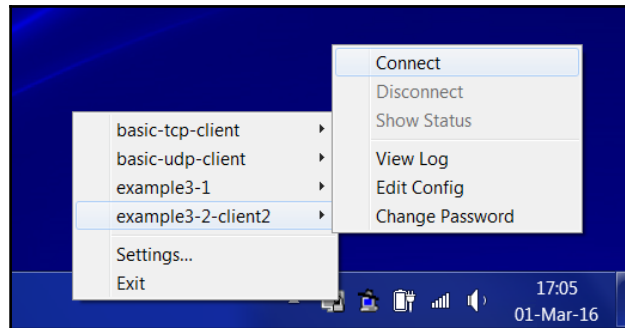 basic-tcp-client
basic-udp-client
example3-1
example3-2-client2
Settings...
Exit
Connect
Disconnect
Show Status
View Log
Edit Config
Change Password
17:05
01-Mar-16